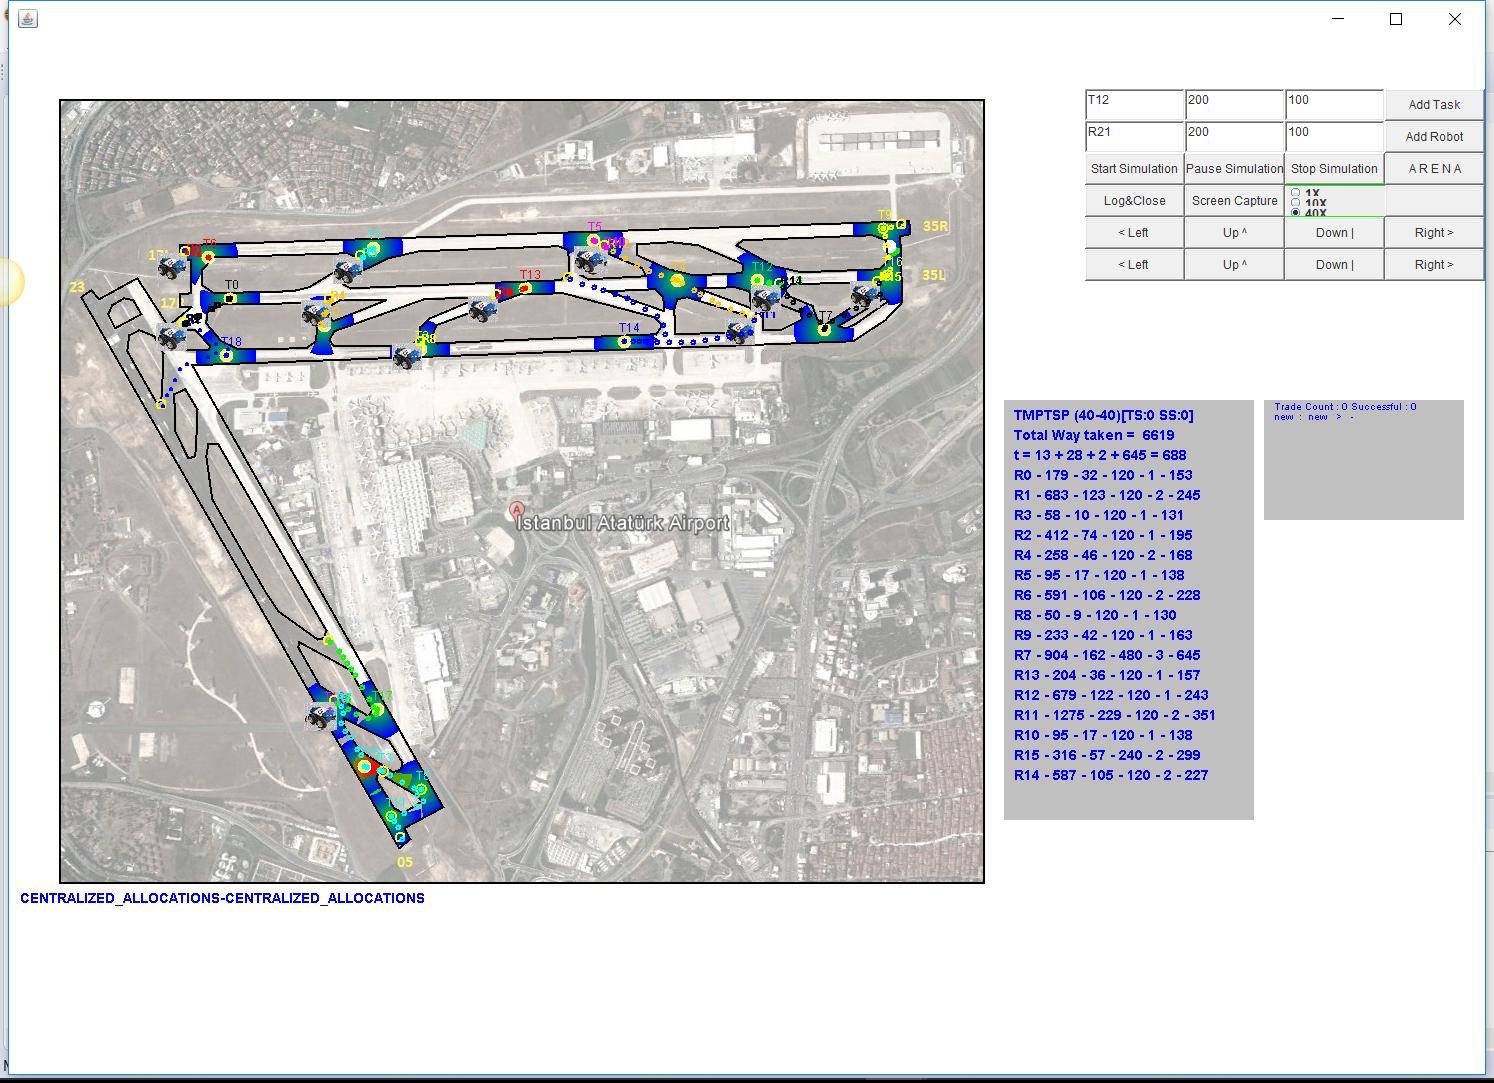 T12 200 100 Add Task
R21 200 100 Add Robot
Start Simulation Pause Simulation Stop Simulation A R E N A
Log&Close Screen Capture 1X
10X
40X
< Left Up ^ Down | Right >
< Left Up ^ Down | Right >
T5
T9
35R
T6
T12
T16
35L
T13
23
T0
T7
T14
T18
A
İstanbul Atatürk Airport
05
TMPTSP (40-40)[TS:0 SS:0]
Total Way taken = 6619
t = 13 + 28 + 2 + 645 = 688
R0 - 179 - 32 - 120 - 1 - 153
R1 - 683 - 123 - 120 - 2 - 245
R3 - 58 - 10 - 120 - 1 - 131
R2 - 412 - 74 - 120 - 1 - 195
R4 - 258 - 46 - 120 - 2 - 168
R5 - 95 - 17 - 120 - 1 - 138
R6 - 591 - 106 - 120 - 2 - 228
R8 - 50 - 9 - 120 - 1 - 130
R9 - 233 - 42 - 120 - 1 - 163
R7 - 904 - 162 - 480 - 3 - 645
R13 - 204 - 36 - 120 - 1 - 157
R12 - 679 - 122 - 120 - 1 - 243
R11 - 1275 - 229 - 120 - 2 - 351
R10 - 95 - 17 - 120 - 1 - 138
R15 - 316 - 57 - 240 - 2 - 299
R14 - 587 - 105 - 120 - 2 - 227
Trade Count : 0 Successful : 0
new : new > -
CENTRALIZED_ALLOCATIONS-CENTRALIZED_ALLOCATIONS